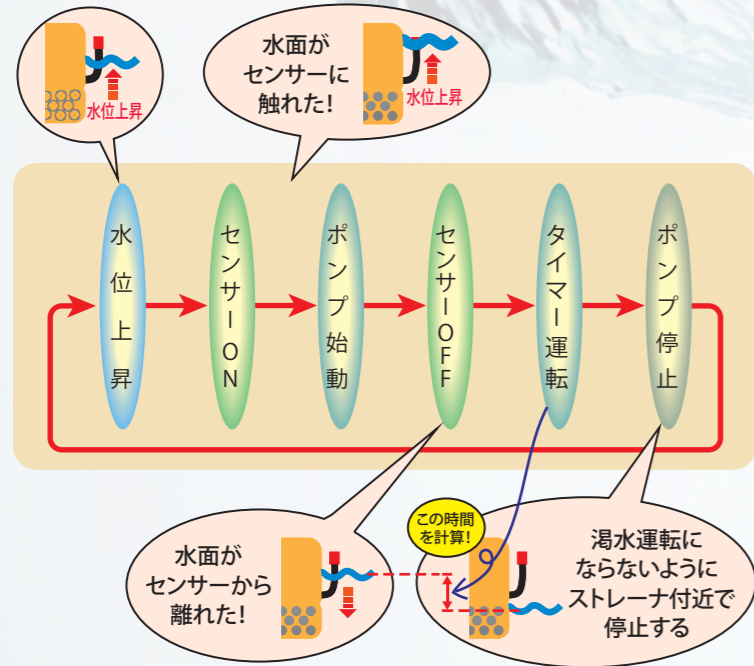 水位上昇
水面が
センサーに
触れた!
水位上昇
水位上昇
センサーON
ポンプ始動
センサーOFF
タイマー運転
ポンプ停止
水面が
センサーから
離れた!
この時間
を計算!
渇水運転に
ならないように
ストレーナ付近で
停止する